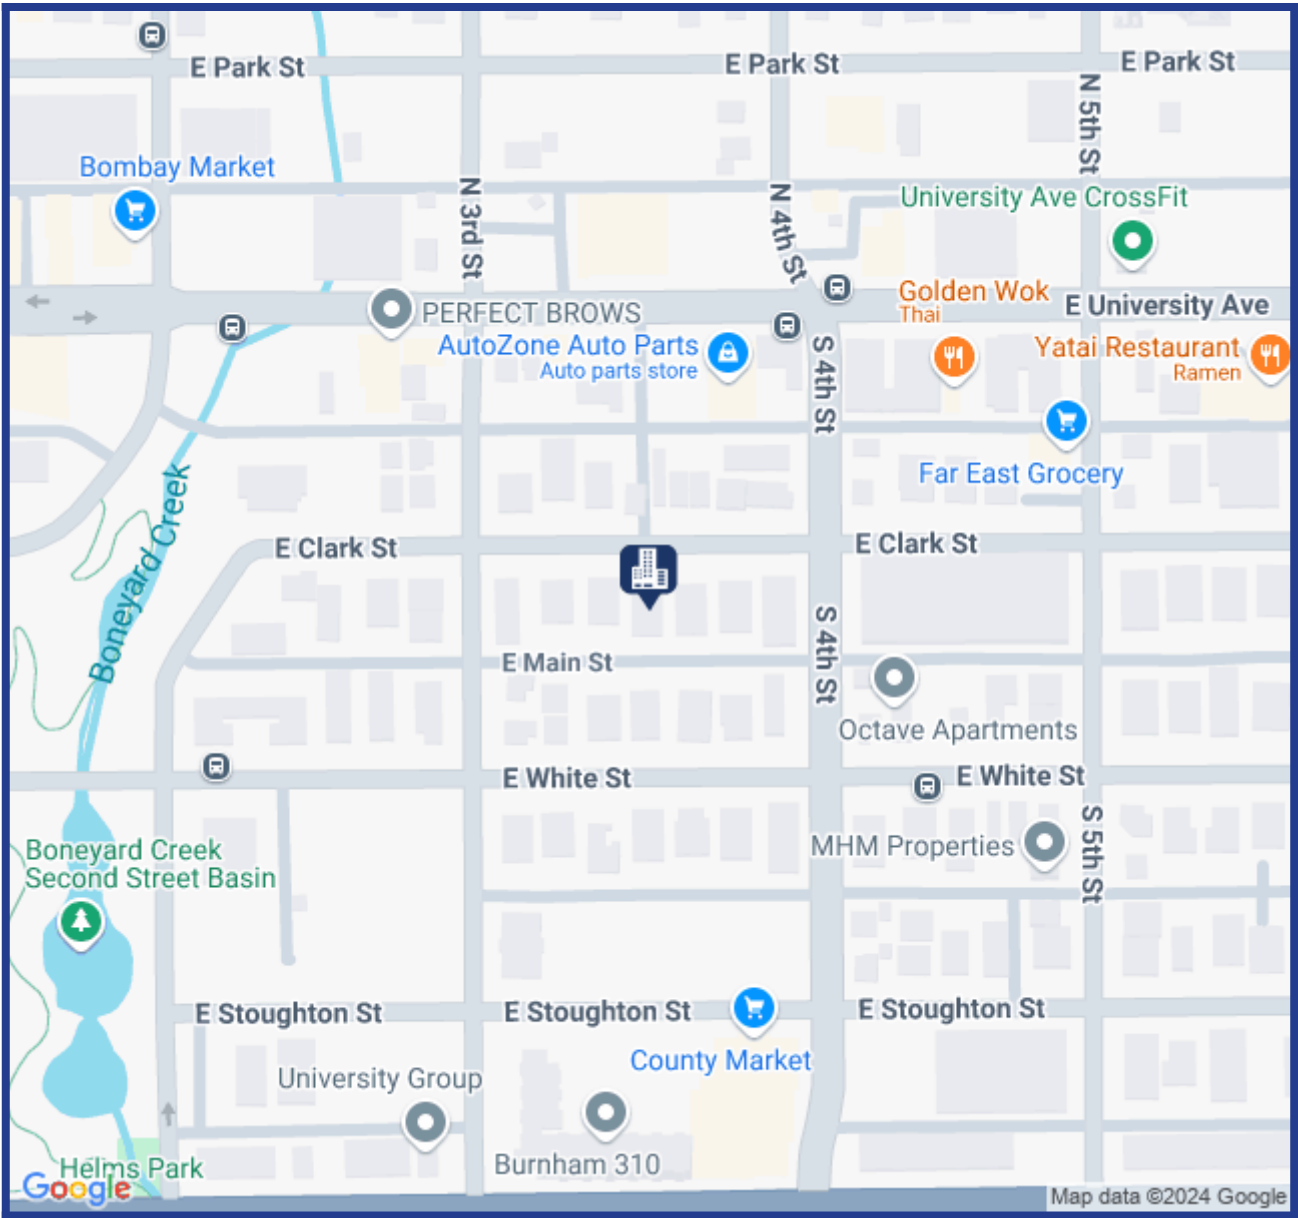 E Park St
E Park St
E Park St
N 5th St
Bombay Market
N 3rd St
N 4th St
University Ave CrossFit
Golden Wok
Thai
E University Ave
PERFECT BROWS
AutoZone Auto Parts
Auto parts store
S 4th St
Yatai Restaurant
Ramen
Far East Grocery
Boneyard Creek
E Clark St
E Clark St
S 4th St
E Main St
Octave Apartments
E White St
E White St
MHM Properties
S 5th St
Boneyard Creek
Second Street Basin
E Stoughton St
E Stoughton St
E Stoughton St
County Market
University Group
Burnham 310
Helms Park
Google
Map data ©2024 Google